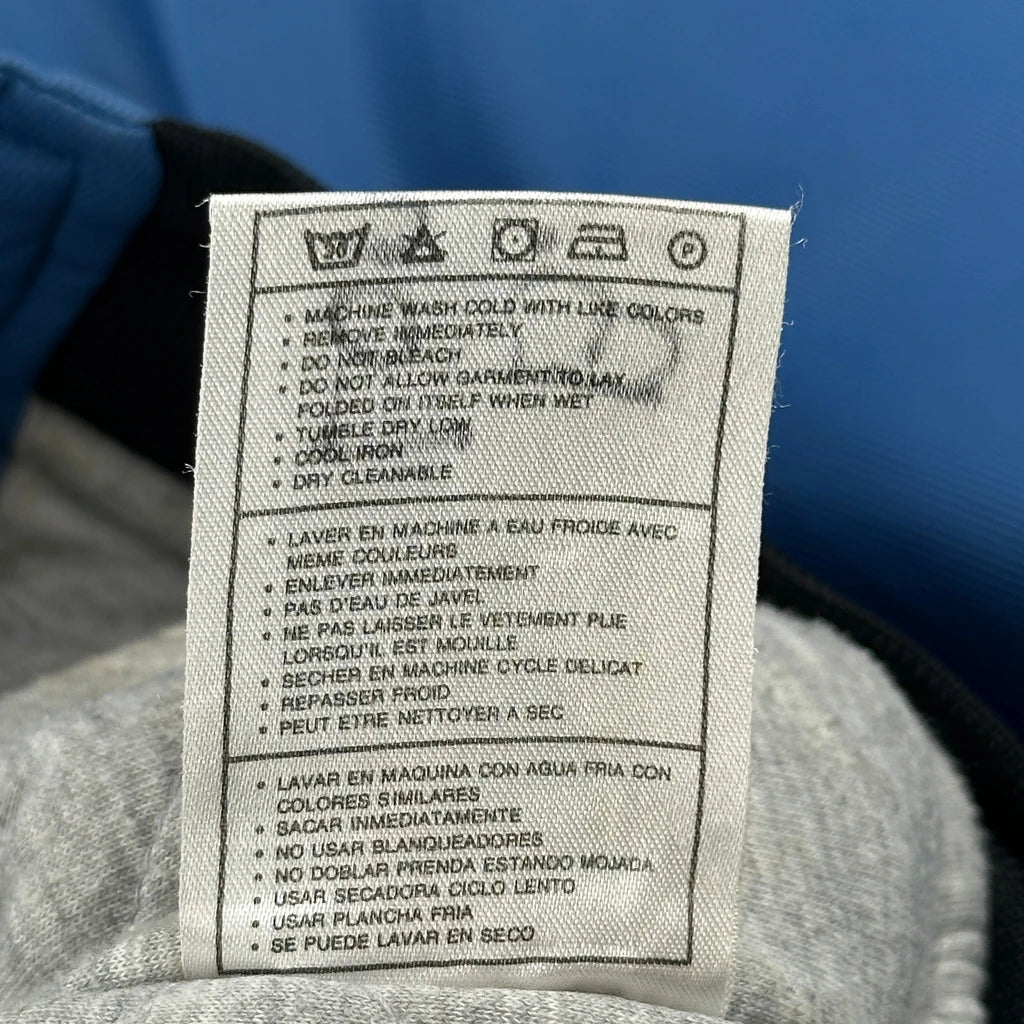 30 P
• MACHINE WASH COLD WITH LIKE COLORS
• REMOVE IMMEDIATELY
• DO NOT BLEACH
• DO NOT ALLOW GARMENT TO LAY
FOLDED ON ITSELF WHEN WET
• TUMBLE DRY LOW
• COOL IRON
• DRY CLEANABLE
• LAVER EN MACHINE A EAU FROIDE AVEC
MEME COULEURS
• ENLEVER IMMEDIATEMENT
• PAS D'EAU DE JAVEL
• NE PAS LAISSER LE VETEMENT PLIE
LORSQU'IL EST MOUILLE
• SECHER EN MACHINE CYCLE DELICAT
• REPASSER FROID
• PEUT ETRE NETTOYER A SEC
• LAVAR EN MAQUINA CON AGUA FRIA CON
COLORES SIMILARES
• SACAR INMEDIATAMENTE
• NO USAR BLANQUEADORES
• NO DOBLAR PRENDA ESTANDO MOJADA
• USAR SECADORA CICLO LENTO
• USAR PLANCHA FRIA
• SE PUEDE LAVAR EN SECO